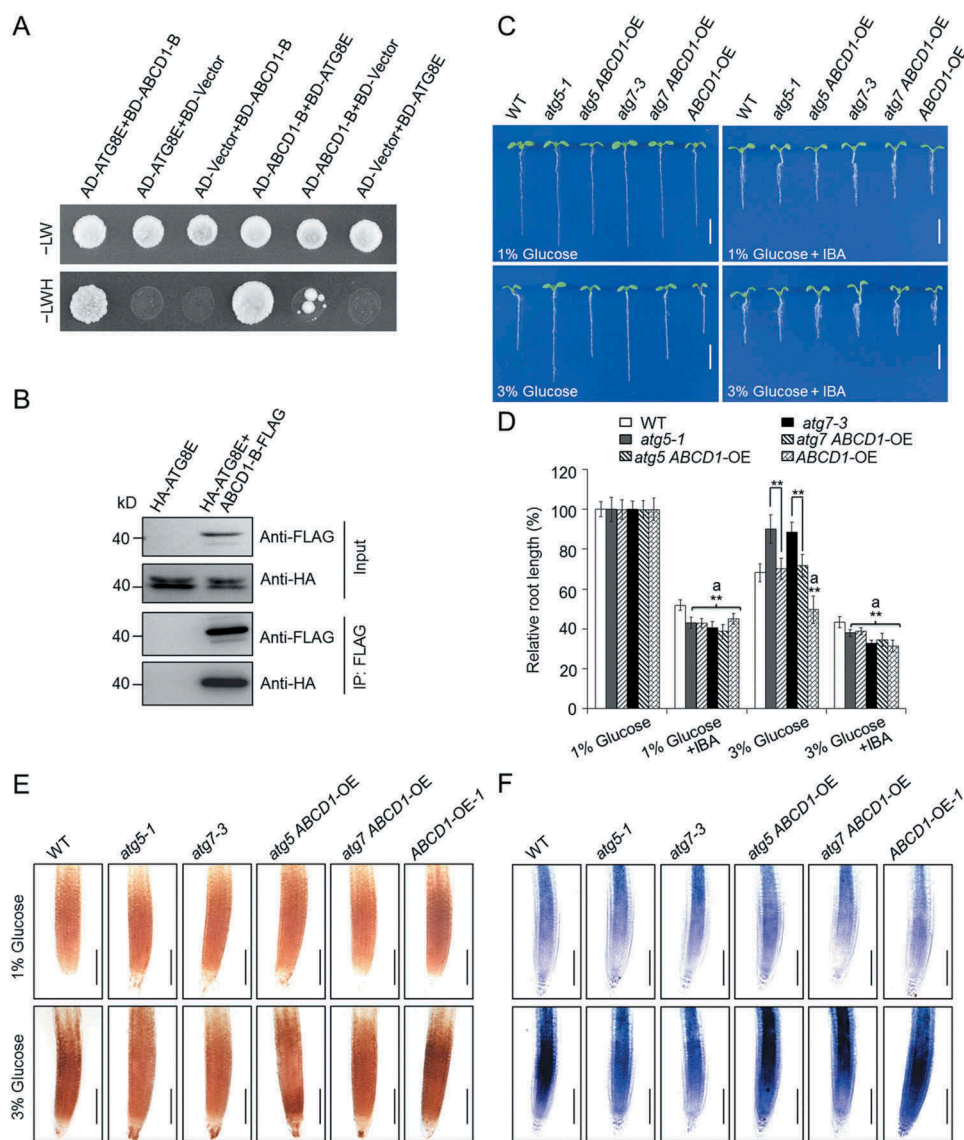 A
AD-ATG8E+BD-ABCD1-B
AD-ATG8E+BD-Vector
AD-Vector+BD-ABCD1-B
AD-ABCD1-B+BD-ATG8E
AD-ABCD1-B+BD-Vector
AD-Vector+BD-ATG8E
–LW
–LWH
B
kD
HA-ATG8E
HA-ATG8E+
ABCD1-B-FLAG
40
Anti-FLAG
40
Anti-HA
Input
40
Anti-FLAG
40
Anti-HA
IP: FLAG
C
WT
atg5-1
atg5 ABCD1-OE
atg7-3
atg7 ABCD1-OE
ABCD1-OE
WT
atg5-1
atg5 ABCD1-OE
atg7-3
atg7 ABCD1-OE
ABCD1-OE
1% Glucose
1% Glucose + IBA
3% Glucose
3% Glucose + IBA
D
WT
atg7-3
atg5-1
atg7 ABCD1-OE
atg5 ABCD1-OE
ABCD1-OE
Relative root length (%)
120
100
80
60
40
20
0
a
**
**
**
a
**
a
**
1% Glucose
1% Glucose
+IBA
3% Glucose
3% Glucose
+IBA
E
WT
atg5-1
atg7-3
atg5 ABCD1-OE
atg7 ABCD1-OE
ABCD1-OE-1
1% Glucose
3% Glucose
F
WT
atg5-1
atg7-3
atg5 ABCD1-OE
atg7 ABCD1-OE
ABCD1-OE-1